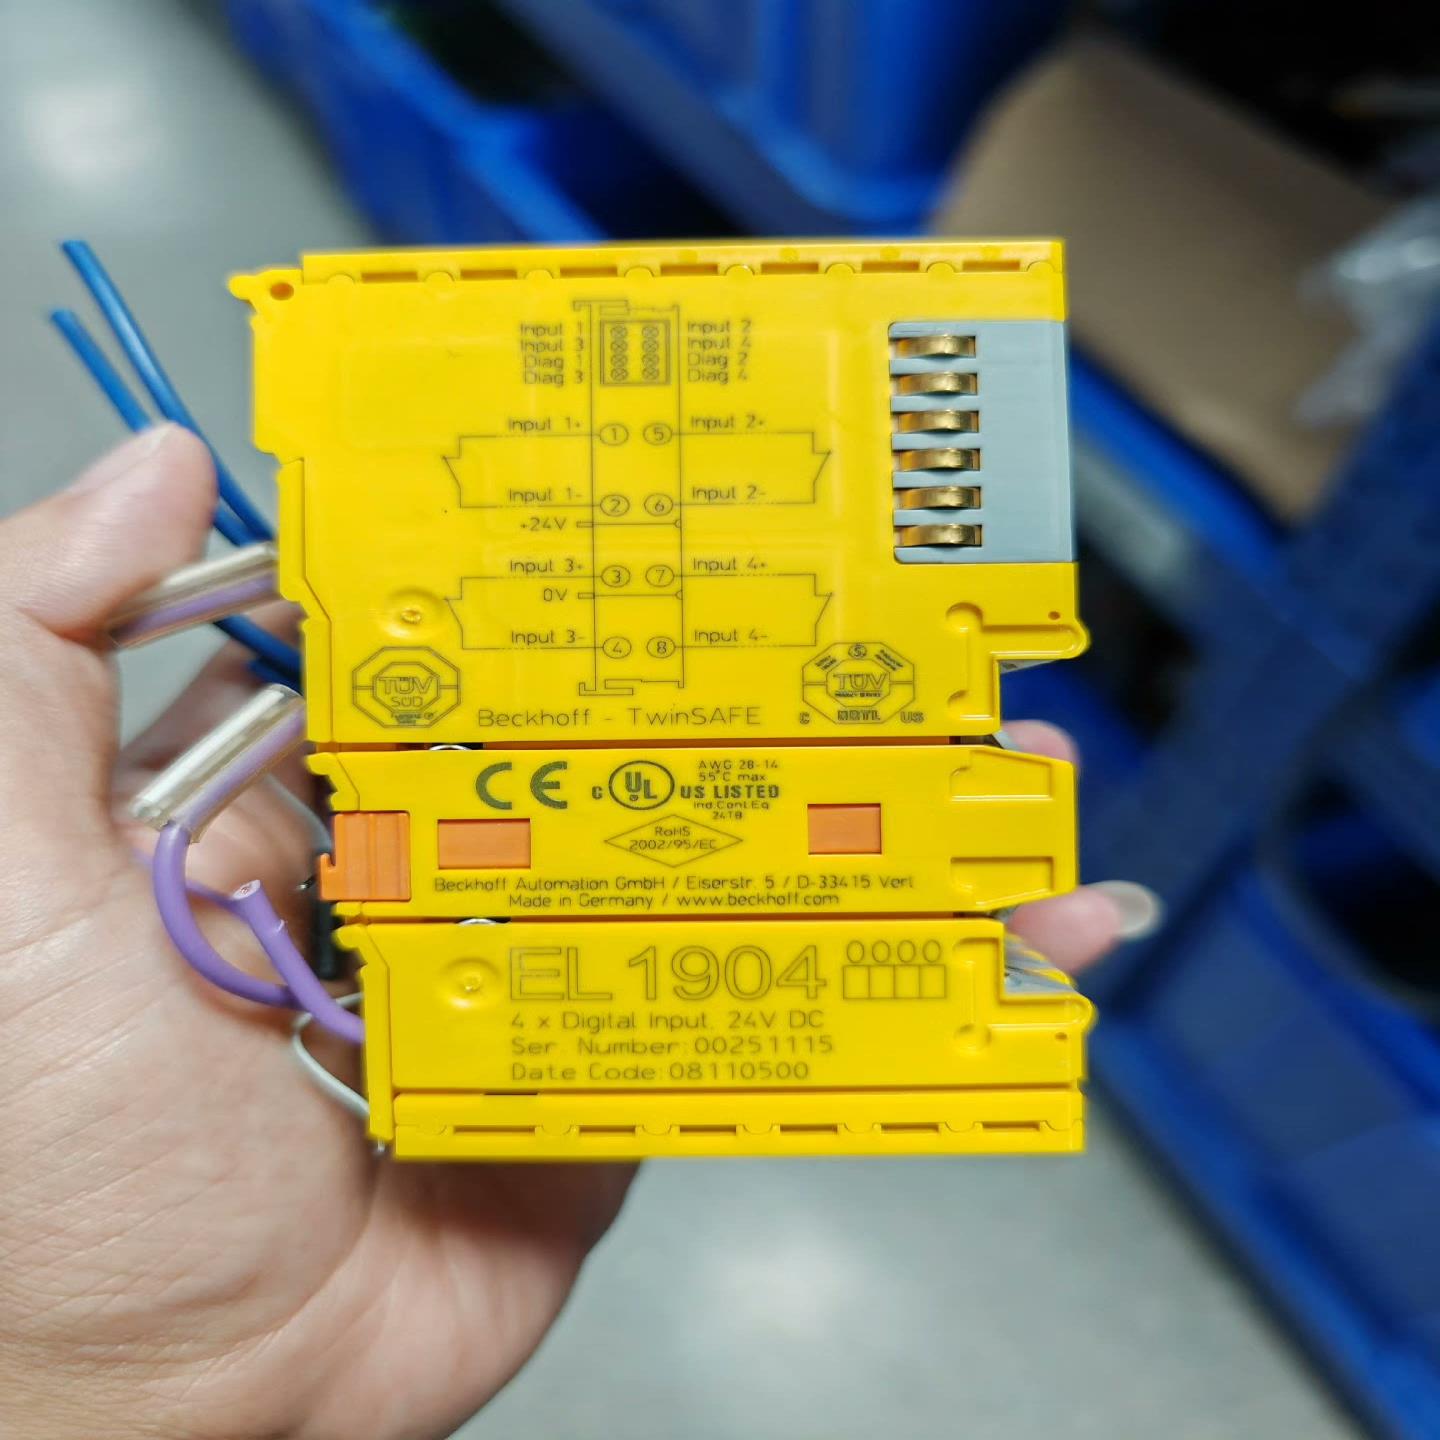 Input 1 Input 2
Input 3 Input 4
Diag 1 Diag 2
Diag 3 Diag 4
Input 1+ 1 5 Input 2+
Input 1- 2 6 Input 2-
+24V
Input 3+ 3 7 Input 4+
0V
Input 3- 4 8 Input 4-
TÜV
SÜD
TÜV
C US
Beckhoff - TwinSAFE
CE
c UL US LISTED
AWG 28-14
55°C max
Ind.Cont.Eq
24TB
RoHS
2002/95/EC
Beckhoff Automation GmbH / Eiserstr. 5 / D-33415 Verl
Made in Germany / www.beckhoff.com
EL1904 0000
4 x Digital Input, 24V DC
Ser. Number:00251115
Date Code:08110500